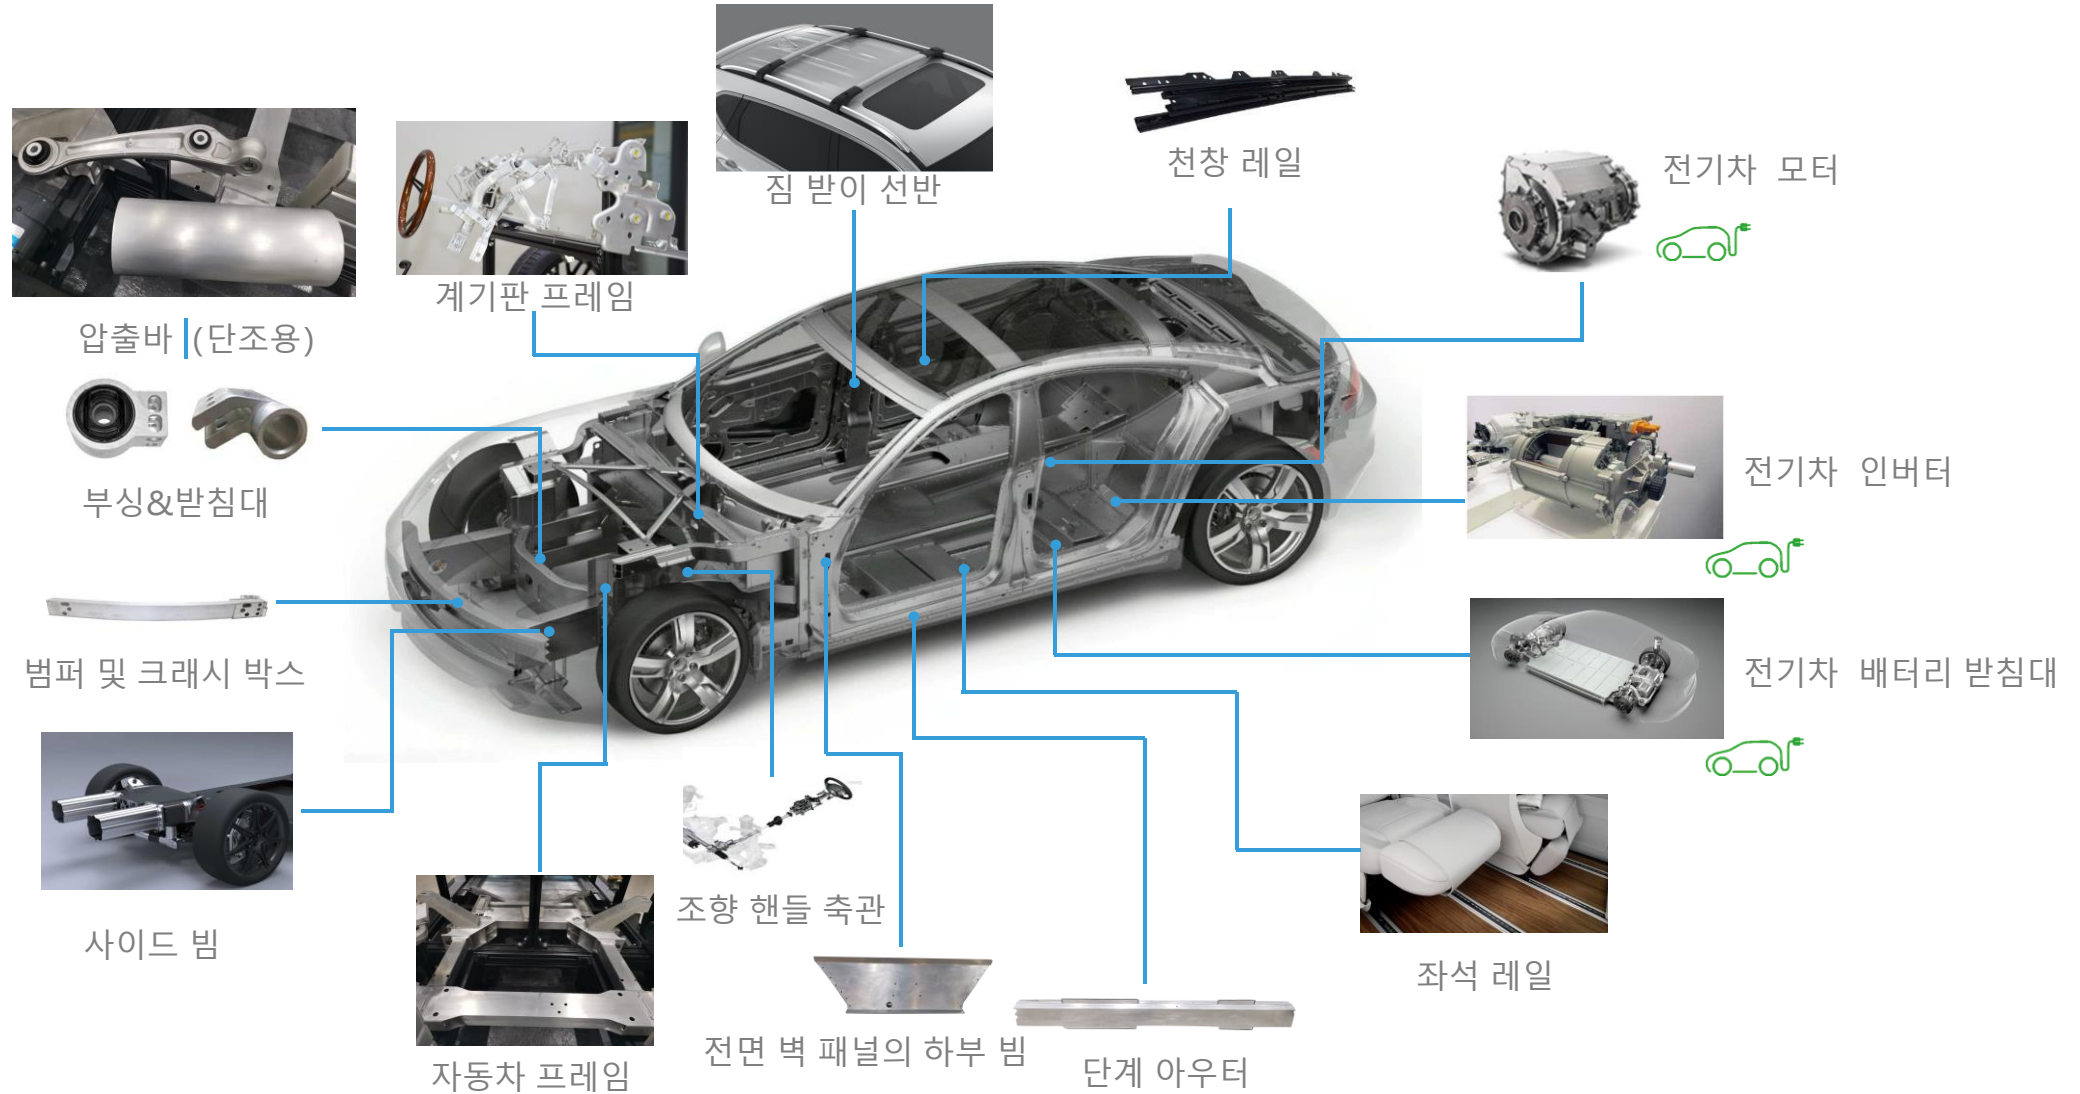 짐 받이 선반
천창 레일
전기차 모터
계기판 프레임
압출바 (단조용)
부싱&받침대
전기차 인버터
범퍼 및 크래시 박스
전기차 배터리 받침대
사이드 빔
조향 핸들 축관
좌석 레일
전면 벽 패널의 하부 빔
단계 아우터
자동차 프레임